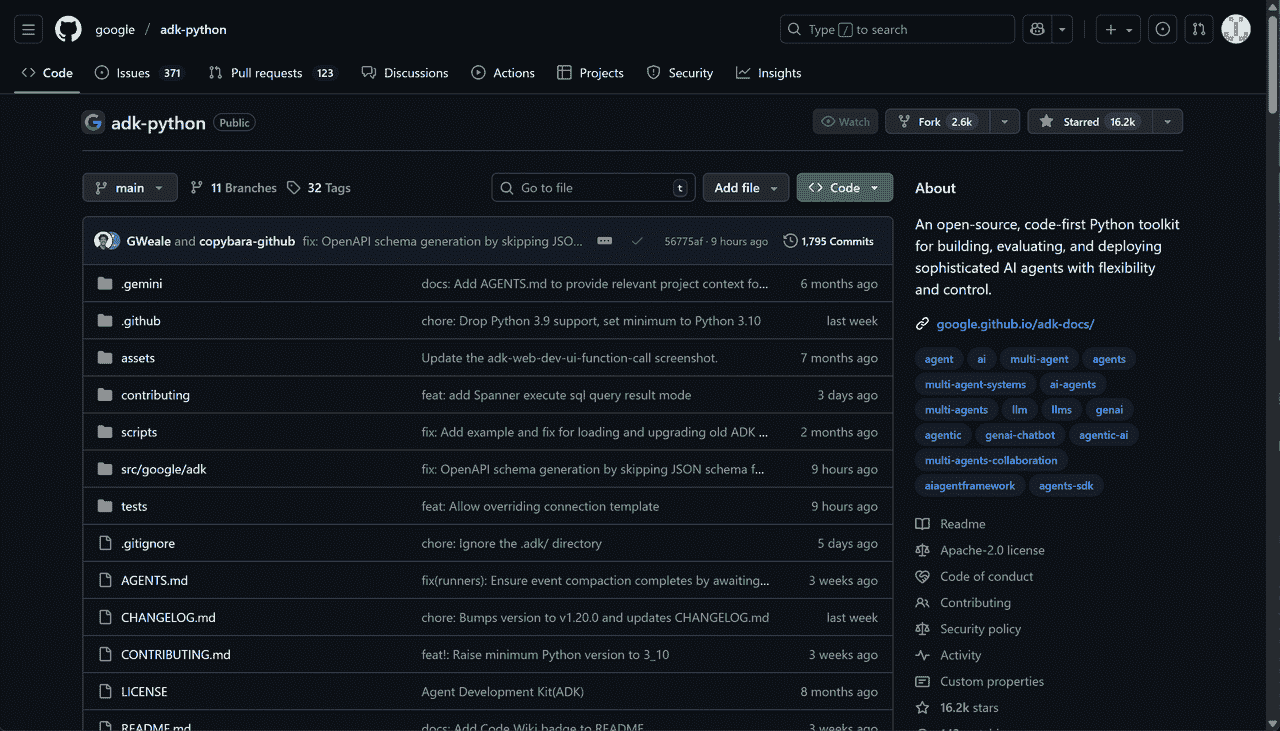 google / adk-python
Type / to search
Code Issues 371 Pull requests 123 Discussions Actions Projects Security Insights
adk-python Public
Watch Fork 2.6k Starred 16.2k
main 11 Branches 32 Tags Go to file t Add file Code
GWeale and copybara-github fix: OpenAPI schema generation by skipping JSO... 56775af · 9 hours ago 1,795 Commits
.gemini docs: Add AGENTS.md to provide relevant project context fo... 6 months ago
.github chore: Drop Python 3.9 support, set minimum to Python 3.10 last week
assets Update the adk-web-dev-ui-function-call screenshot. 7 months ago
contributing feat: add Spanner execute sql query result mode 3 days ago
scripts fix: Add example and fix for loading and upgrading old ADK ... 2 months ago
src/google/adk fix: OpenAPI schema generation by skipping JSON schema f... 9 hours ago
tests feat: Allow overriding connection template 9 hours ago
.gitignore chore: Ignore the .adk/ directory 5 days ago
AGENTS.md fix(runners): Ensure event compaction completes by awaiting... 3 weeks ago
CHANGELOG.md chore: Bumps version to v1.20.0 and updates CHANGELOG.md last week
CONTRIBUTING.md feat!: Raise minimum Python version to 3_10 3 weeks ago
LICENSE Agent Development Kit(ADK) 8 months ago
README.md docs: Add Code Wiki badge to README 3 weeks ago
About
An open-source, code-first Python toolkit
for building, evaluating, and deploying
sophisticated AI agents with flexibility
and control.
google.github.io/adk-docs/
agent ai multi-agent agents
multi-agent-systems ai-agents
multi-agents llm llms genai
agentic genai-chatbot agentic-ai
multi-agents-collaboration
aiagentframework agents-sdk
Readme
Apache-2.0 license
Code of conduct
Contributing
Security policy
Activity
Custom properties
16.2k stars